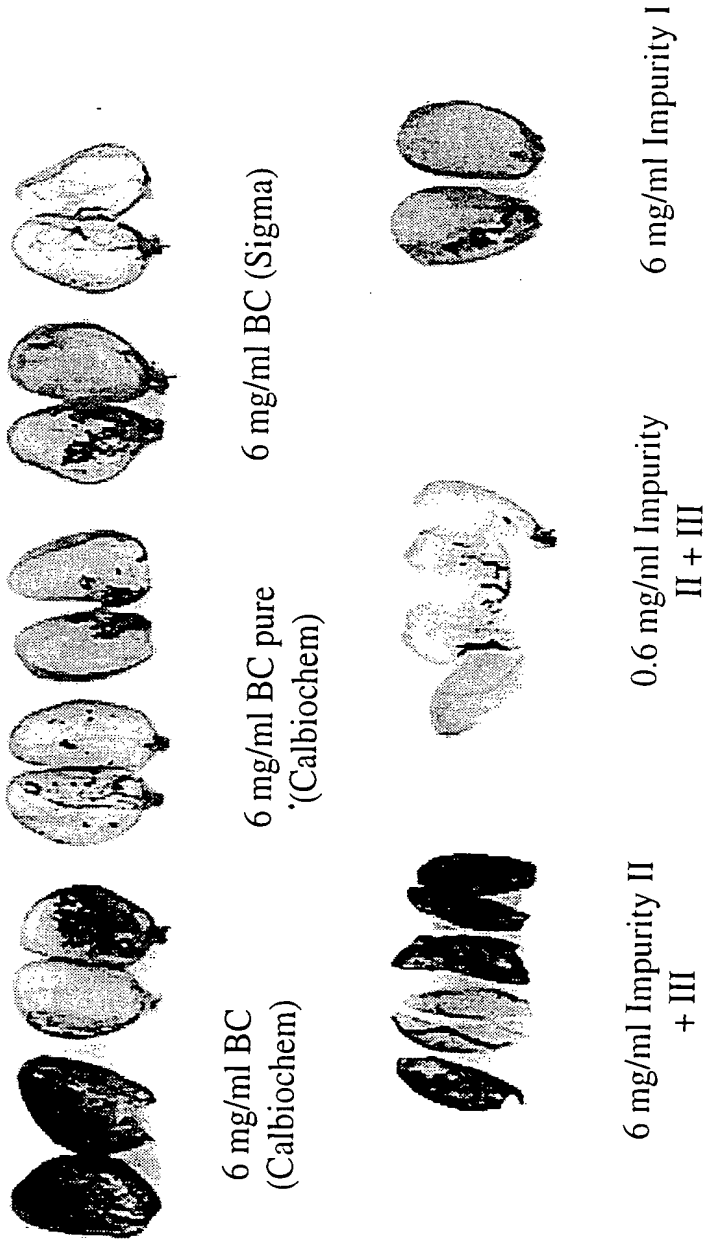 6 mg/ml BC
(Calbiochem)
6 mg/ml BC pure
(Calbiochem)
6 mg/ml BC (Sigma)
6 mg/ml Impurity II
+ III
0.6 mg/ml Impurity
II + III
6 mg/ml Impurity I